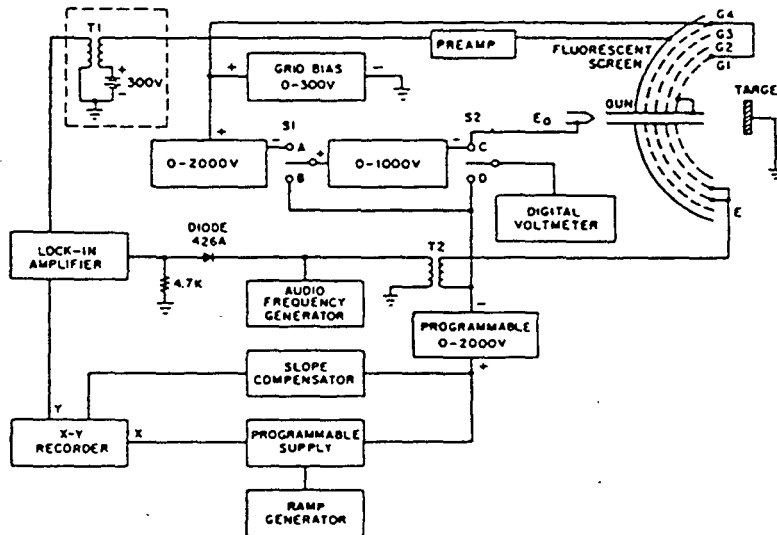 T1
+
300V
-
PREAMP
FLUORESCENT
SCREEN
G4
G3
G2
G1
+
GRID BIAS
0-300V
-
GUN
TARGE
+
0-2000V
-
S1
A
B
+
0-1000V
-
S2
C
D
E0
DIGITAL
VOLTMETER
E
LOCK-IN
AMPLIFIER
DIODE
426A
4.7K
AUDIO
FREQUENCY
GENERATOR
T2
-
PROGRAMMABLE
0-2000V
+
SLOPE
COMPENSATOR
Y
X-Y
RECORDER
X
PROGRAMMABLE
SUPPLY
RAMP
GENERATOR